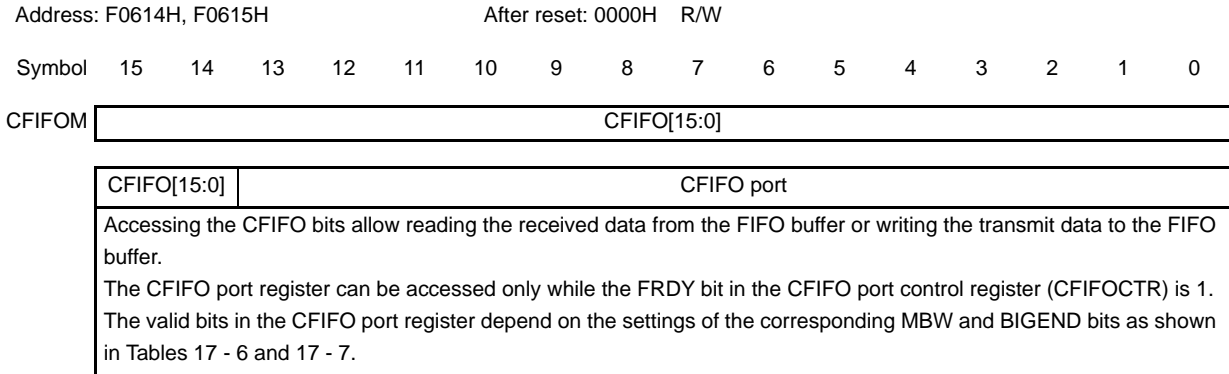 Address: F0614H, F0615H After reset: 0000H R/W
Symbol 15 14 13 12 11 10 9 8 7 6 5 4 3 2 1 0
CFIFOM CFIFO[15:0]
CFIFO[15:0] CFIFO port
Accessing the CFIFO bits allow reading the received data from the FIFO buffer or writing the transmit data to the FIFO
buffer.
The CFIFO port register can be accessed only while the FRDY bit in the CFIFO port control register (CFIFOCTR) is 1.
The valid bits in the CFIFO port register depend on the settings of the corresponding MBW and BIGEND bits as shown
in Tables 17 - 6 and 17 - 7.